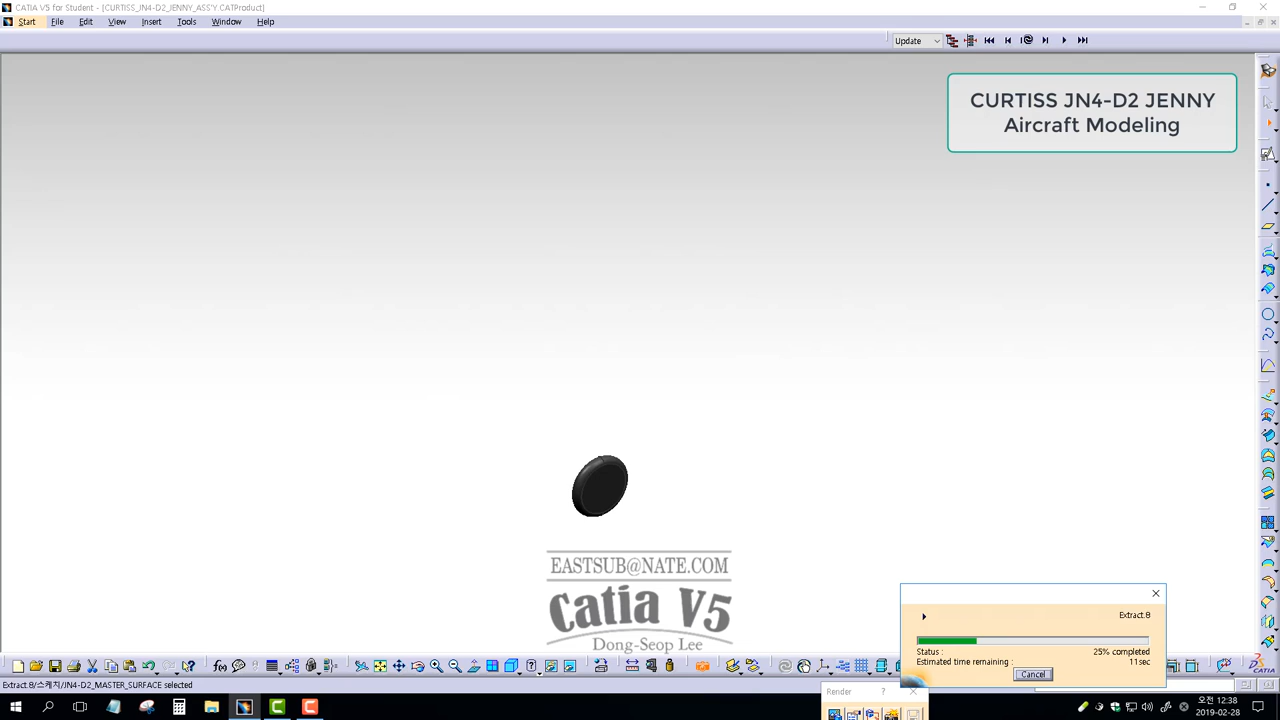 CATIA V5 for Student - [CURTISS_JN4-D2_JENNY_ASS'Y.CATProduct]
Start File Edit View Insert Tools Window Help
Update
CURTISS JN4-D2 JENNY
Aircraft Modeling
EASTSUB@NATE.COM
Catia V5
Dong-Seop Lee
Extract.8
Status : 25% completed
Estimated time remaining : 11sec
Cancel
Extract.8/스케치/JN4-D2_MASTER_SURFACE selected
Render ?
CATIA
오전 12:38
2019-02-28